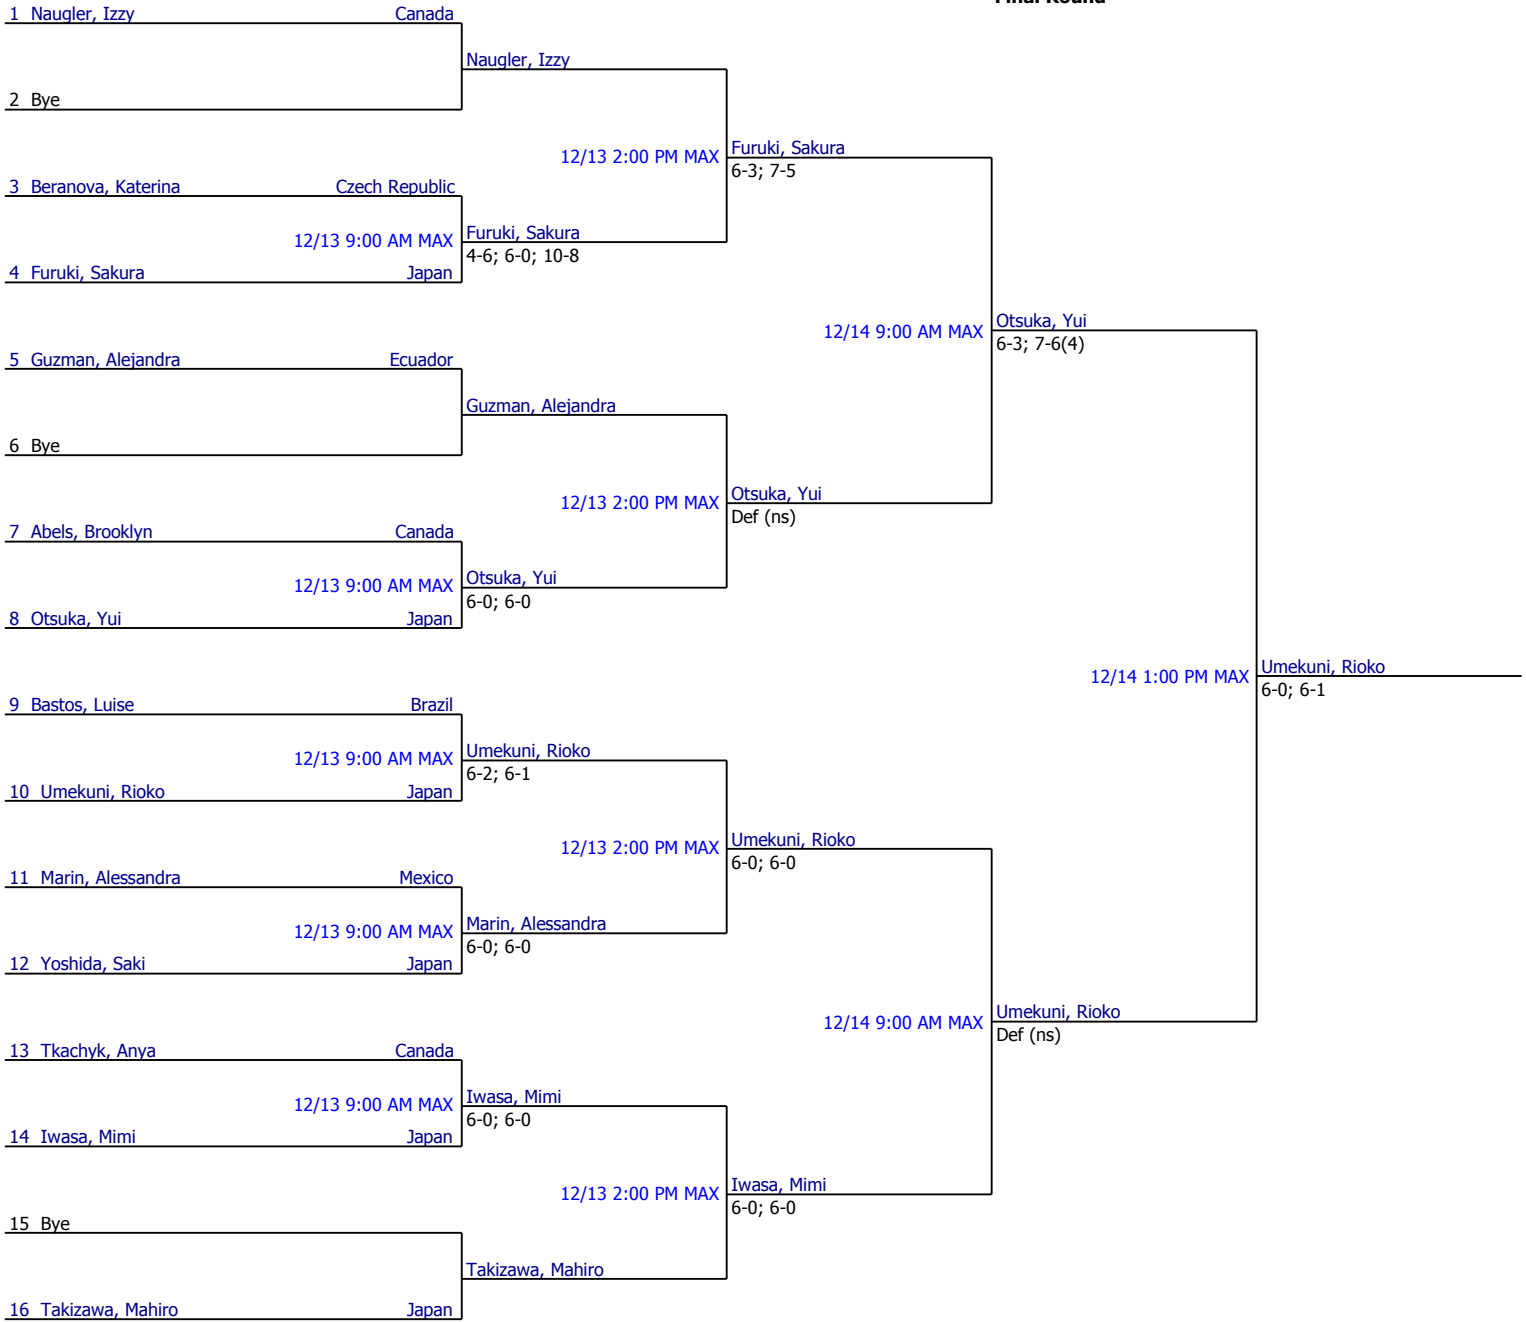 Final Round
1 Naugler, Izzy Canada
Naugler, Izzy
2 Bye
12/13 2:00 PM MAX Furuki, Sakura
6-3; 7-5
3 Beranova, Katerina Czech Republic
12/13 9:00 AM MAX Furuki, Sakura
4-6; 6-0; 10-8
4 Furuki, Sakura Japan
12/14 9:00 AM MAX Otsuka, Yui
6-3; 7-6(4)
5 Guzman, Alejandra Ecuador
Guzman, Alejandra
6 Bye
12/13 2:00 PM MAX Otsuka, Yui
Def (ns)
7 Abels, Brooklyn Canada
12/13 9:00 AM MAX Otsuka, Yui
6-0; 6-0
8 Otsuka, Yui Japan
12/14 1:00 PM MAX Umekuni, Rioko
6-0; 6-1
9 Bastos, Luise Brazil
12/13 9:00 AM MAX Umekuni, Rioko
6-2; 6-1
10 Umekuni, Rioko Japan
12/13 2:00 PM MAX Umekuni, Rioko
6-0; 6-0
11 Marin, Alessandra Mexico
12/13 9:00 AM MAX Marin, Alessandra
6-0; 6-0
12 Yoshida, Saki Japan
12/14 9:00 AM MAX Umekuni, Rioko
Def (ns)
13 Tkachyk, Anya Canada
12/13 9:00 AM MAX Iwasa, Mimi
6-0; 6-0
14 Iwasa, Mimi Japan
12/13 2:00 PM MAX Iwasa, Mimi
6-0; 6-0
15 Bye
Takizawa, Mahiro
16 Takizawa, Mahiro Japan